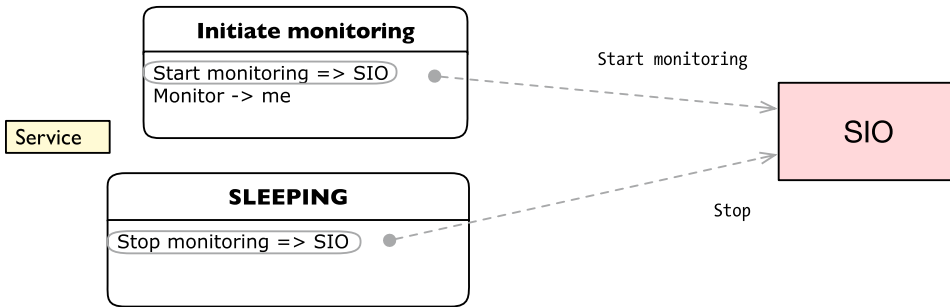 Initiate monitoring
Start monitoring => SIO
Monitor -> me
Start monitoring
SIO
Service
SLEEPING
Stop monitoring => SIO
Stop